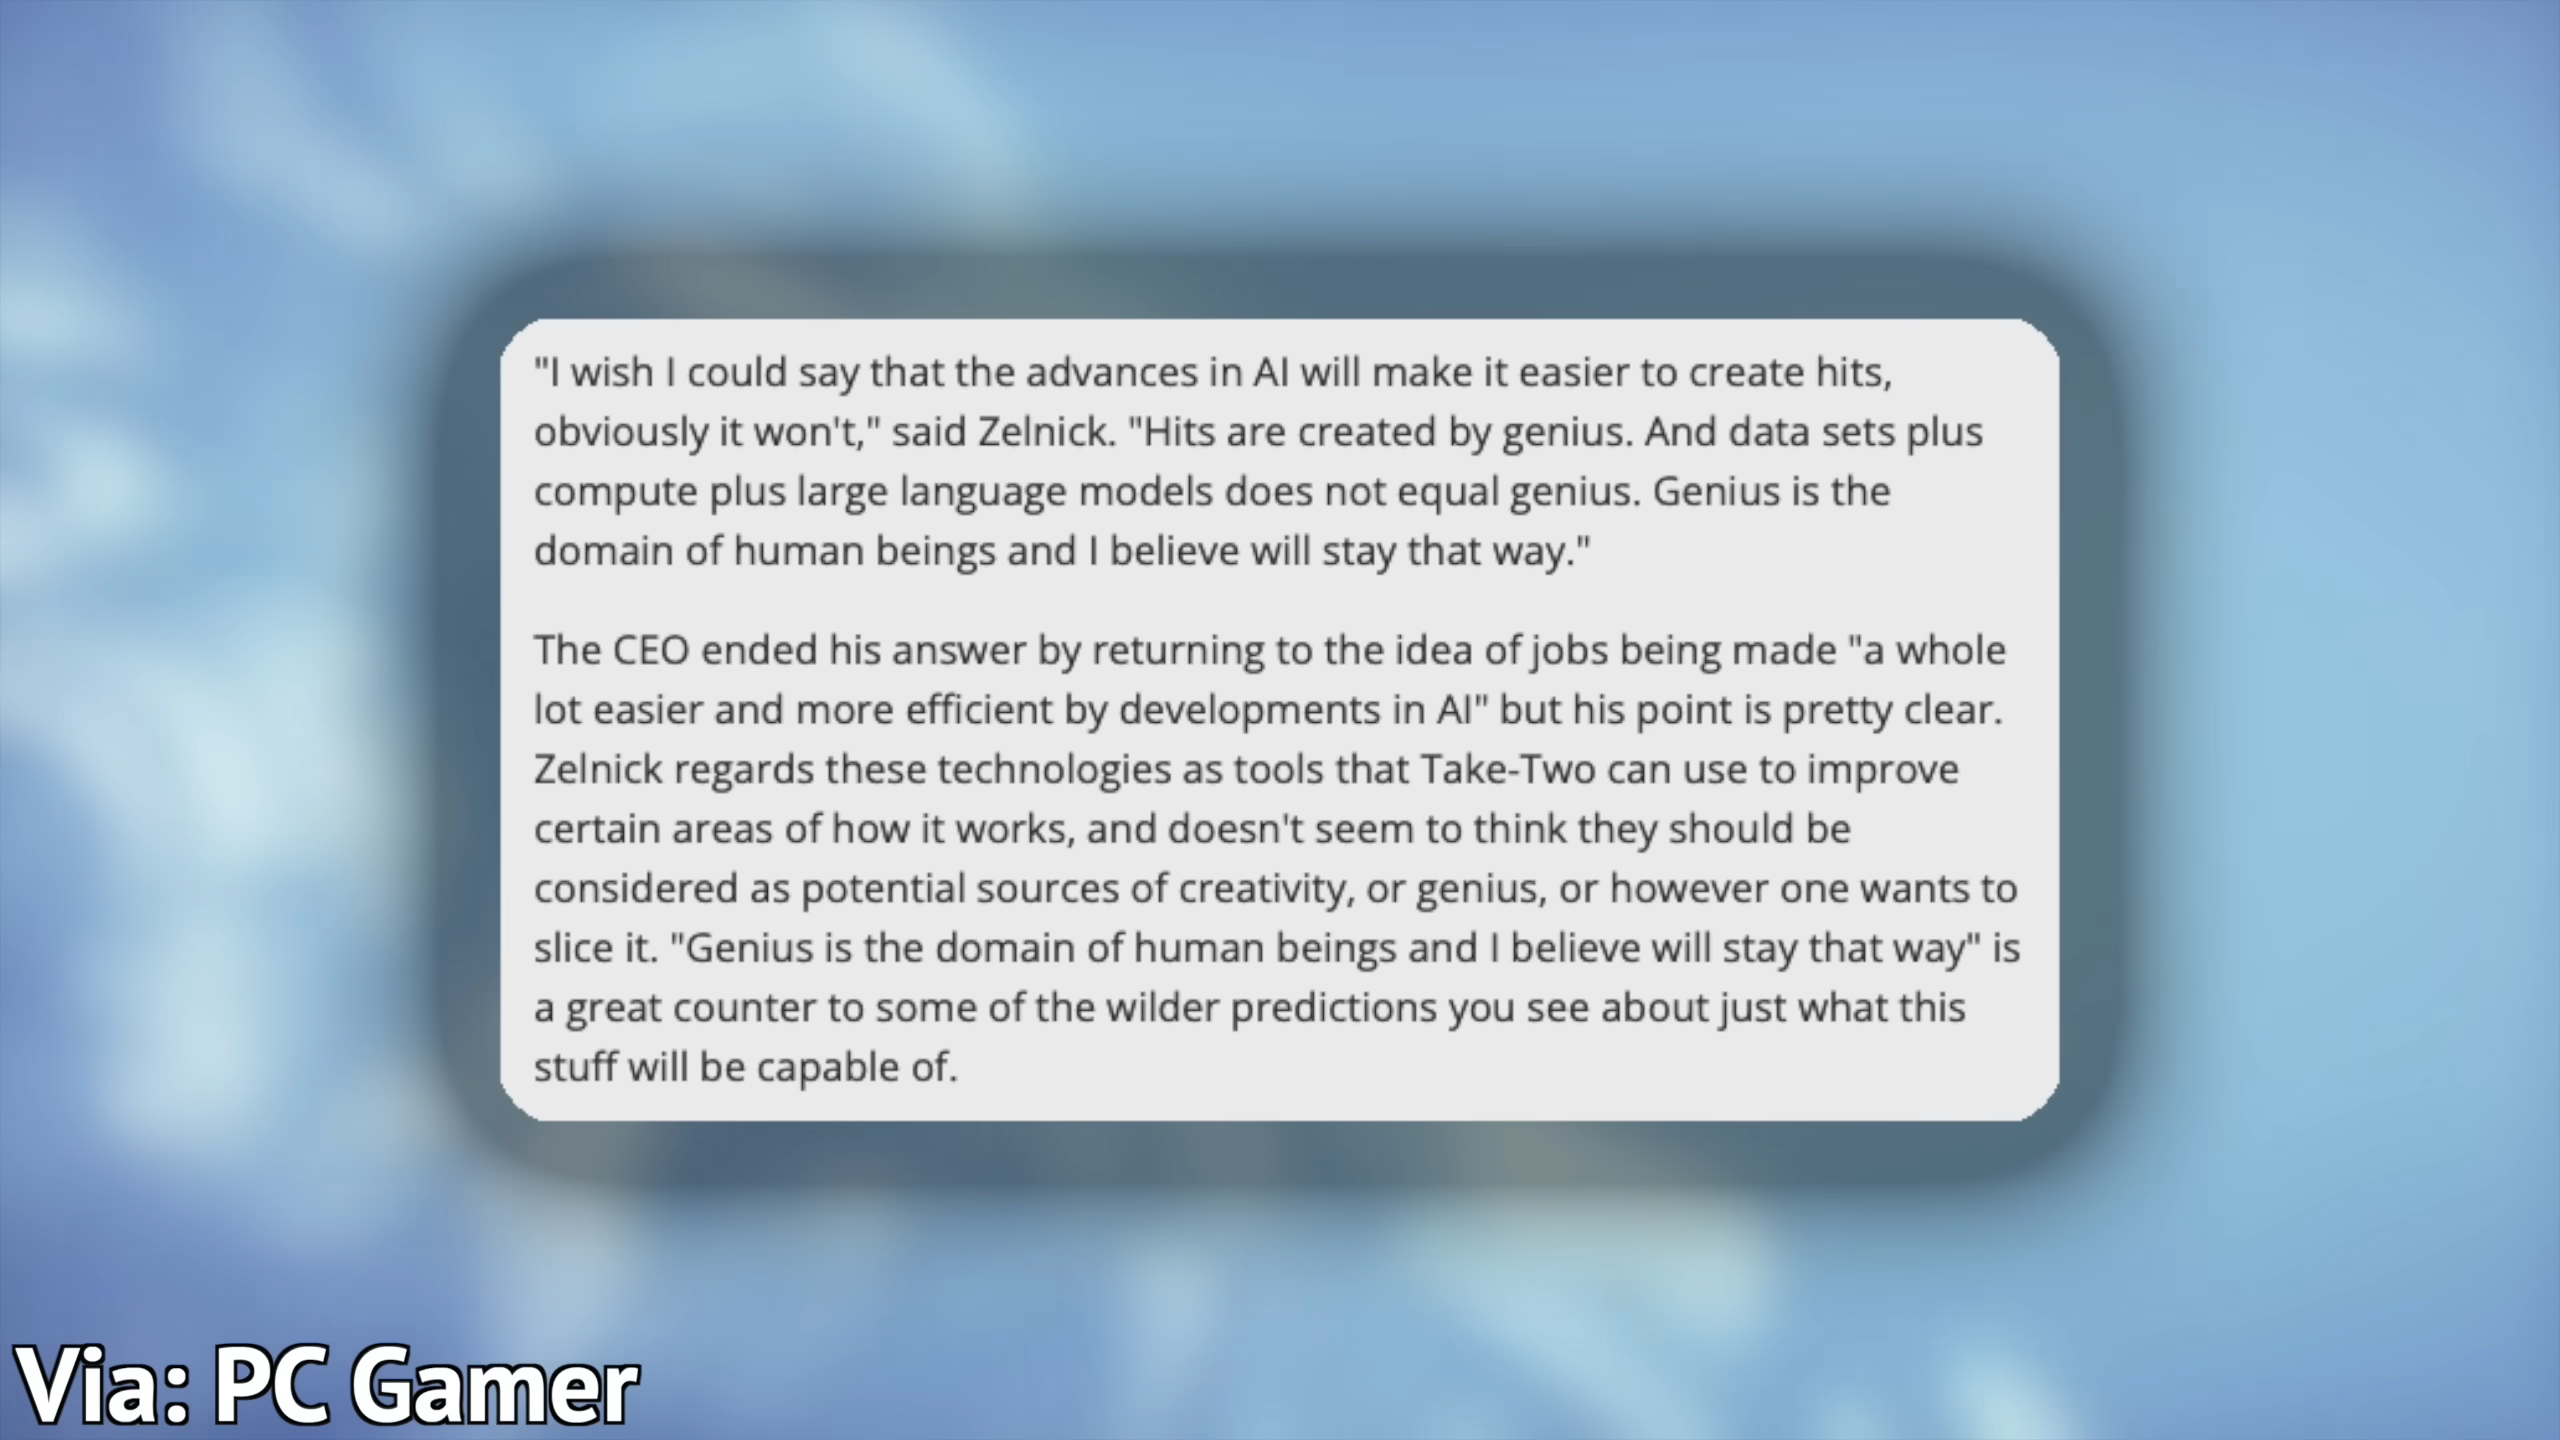 "I wish I could say that the advances in AI will make it easier to create hits,
obviously it won't," said Zelnick. "Hits are created by genius. And data sets plus
compute plus large language models does not equal genius. Genius is the
domain of human beings and I believe will stay that way."
The CEO ended his answer by returning to the idea of jobs being made "a whole
lot easier and more efficient by developments in AI" but his point is pretty clear.
Zelnick regards these technologies as tools that Take-Two can use to improve
certain areas of how it works, and doesn't seem to think they should be
considered as potential sources of creativity, or genius, or however one wants to
slice it. "Genius is the domain of human beings and I believe will stay that way" is
a great counter to some of the wilder predictions you see about just what this
stuff will be capable of.
Via: PC Gamer